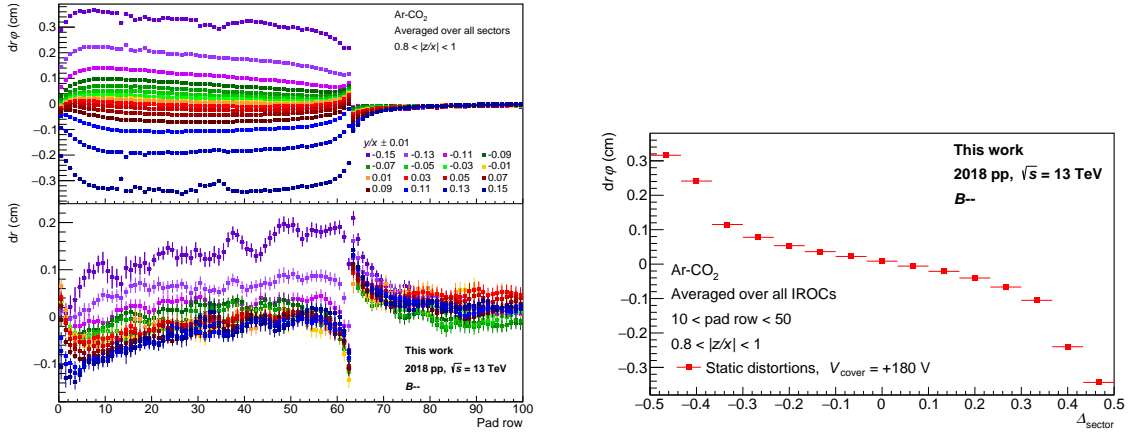 drφ (cm)
0.3
0.2
0.1
0
−0.1
−0.2
−0.3
Ar-CO2
Averaged over all sectors
0.8 < |z/x| < 1
y/x ± 0.01
-0.15 -0.13 -0.11 -0.09
-0.07 -0.05 -0.03 -0.01
0.01 0.03 0.05 0.07
0.09 0.11 0.13 0.15
dr (cm)
0.2
0.1
0
−0.1
This work
2018 pp, √s = 13 TeV
B--
0 10 20 30 40 50 60 70 80 90 100
Pad row
drφ (cm)
0.3
0.2
0.1
0
−0.1
−0.2
−0.3
This work
2018 pp, √s = 13 TeV
B--
Ar-CO2
Averaged over all IROCs
10 < pad row < 50
0.8 < |z/x| < 1
Static distortions, Vcover = +180 V
−0.5 −0.4 −0.3 −0.2 −0.1 0 0.1 0.2 0.3 0.4 0.5
Δsector